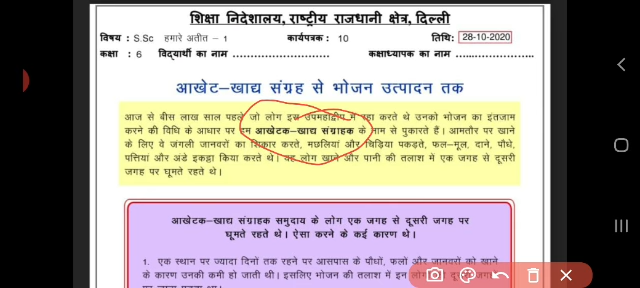 शिक्षा निदेशालय, राष्ट्रीय राजधानी क्षेत्र, दिल्ली
विषय : S.Sc हमारे अतीत – 1 कार्यपत्रक : 10 तिथि: 28-10-2020
कक्षा : 6 विद्यार्थी का नाम ............................ कक्षाध्यापक का नाम ......................
आखेट–खाद्य संग्रह से भोजन उत्पादन तक
आज से बीस लाख साल पहले जो लोग इस उपमहाद्वीप में रहा करते थे उनको भोजन का इंतजाम
करने की विधि के आधार पर हम आखेटक–खाद्य संग्राहक के नाम से पुकारते हैं। आमतौर पर खाने
के लिए वे जंगली जानवरों का शिकार करते, मछलियां और चिड़िया पकड़ते, फल–मूल, दाने, पौधे,
पत्तियां और अंडे इकट्ठा किया करते थे। यह लोग खाने और पानी की तलाश में एक जगह से दूसरी
जगह पर घूमते रहते थे।
आखेटक–खाद्य संग्राहक समुदाय के लोग एक जगह से दूसरी जगह पर
घूमते रहते थे। ऐसा करने के कई कारण थे।
1. एक स्थान पर ज्यादा दिनों तक रहने पर आसपास के पौधों, फलों और जानवरों को खाने
के कारण उनकी कमी हो जाती थी। इसलिए भोजन की तलाश में इन